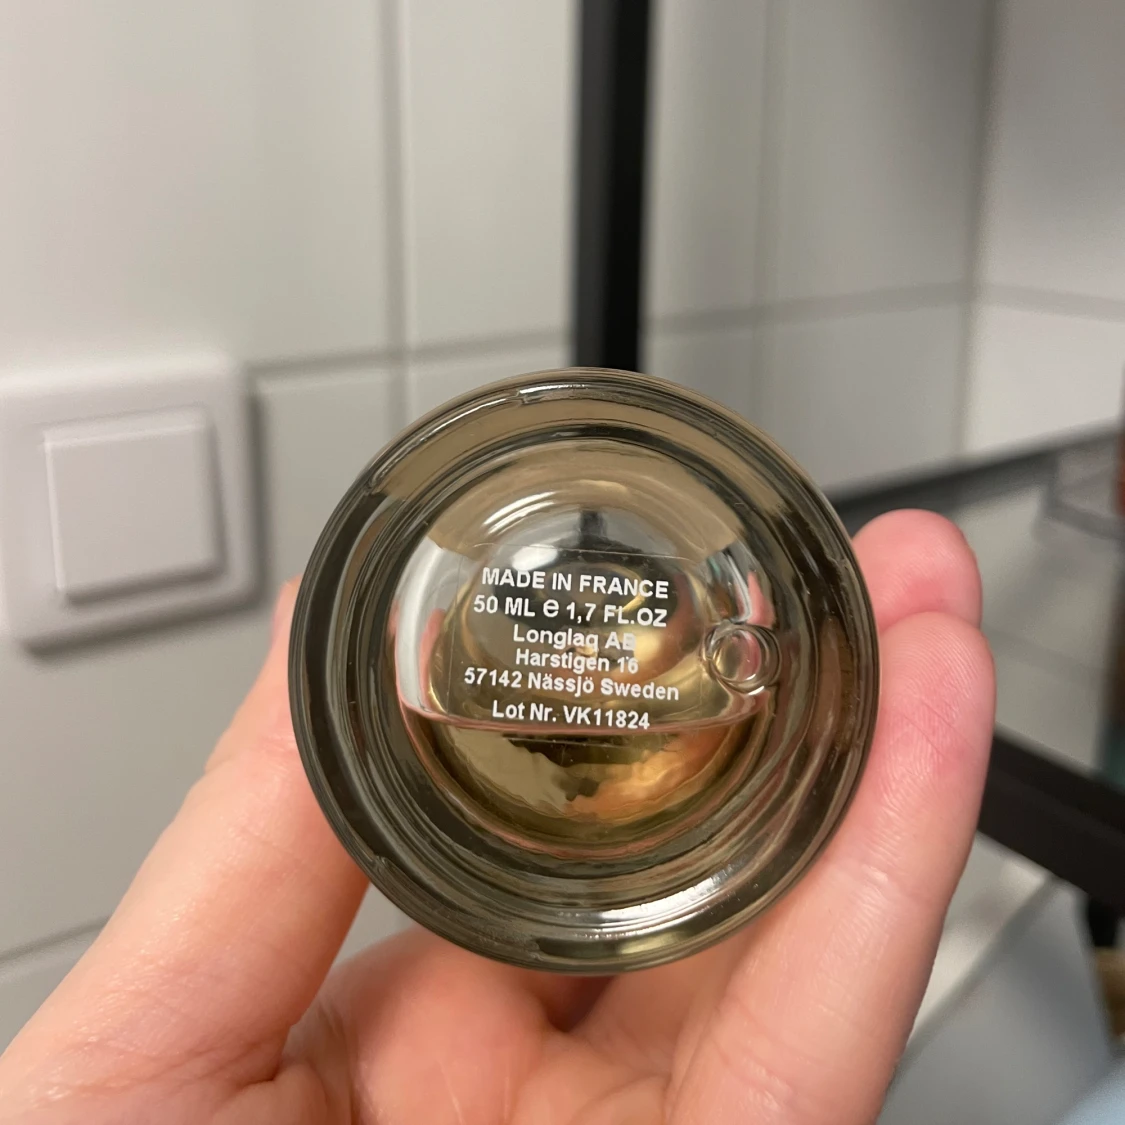 MADE IN FRANCE
50 ML e 1,7 FL.OZ
Longlaq AB
Harstigen 16
57142 Nässjö Sweden
Lot Nr. VK11824